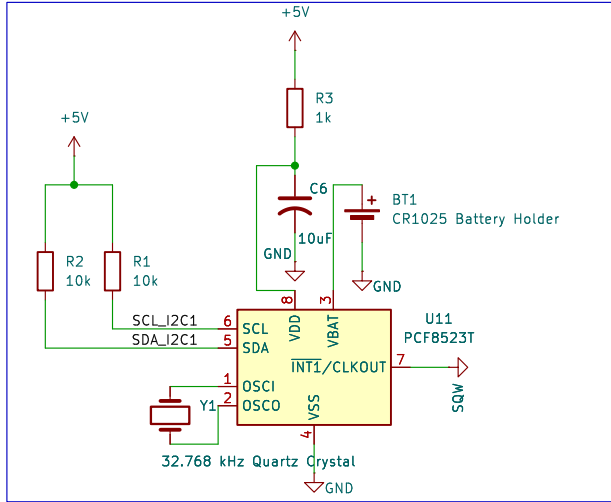 +5V
R3
1k
+5V
C6
10uF
GND
BT1
CR1025 Battery Holder
GND
R2
10k
R1
10k
SCL_I2C1
SDA_I2C1
U11
PCF8523T
8
3
VDD
VBAT
6
SCL
5
SDA
INT1/CLKOUT
7
SQW
1
OSCI
2
OSCO
Y1
VSS
4
32.768 kHz Quartz Crystal
GND